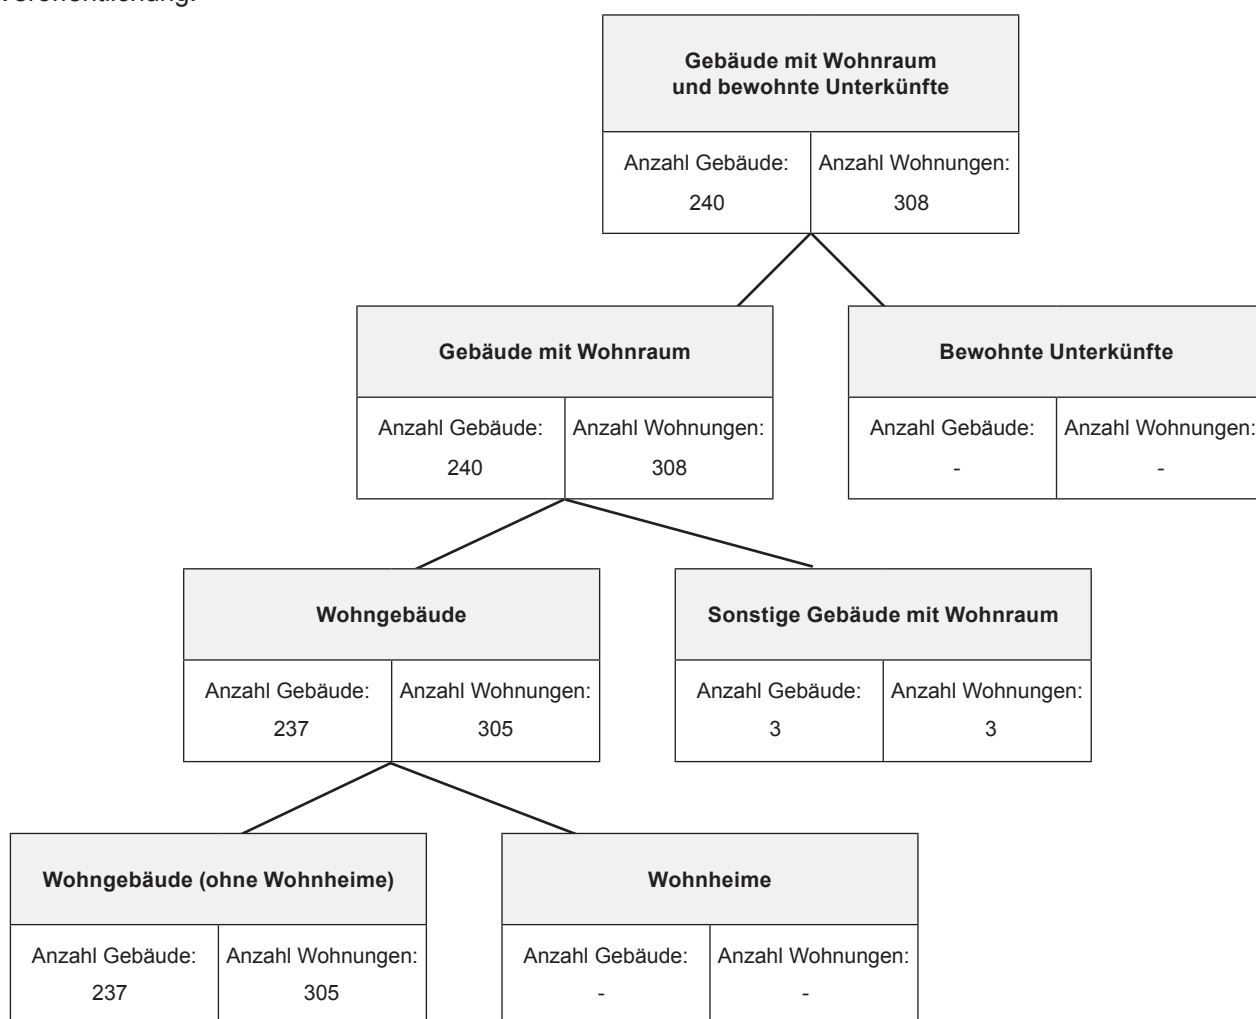 Veröffentlichung.
Gebäude mit Wohnraum
und bewohnte Unterkünfte
Anzahl Gebäude: Anzahl Wohnungen:
240 308
Gebäude mit Wohnraum Bewohnte Unterkünfte
Anzahl Gebäude: Anzahl Wohnungen: Anzahl Gebäude: Anzahl Wohnungen:
240 308 - -
Wohngebäude Sonstige Gebäude mit Wohnraum
Anzahl Gebäude: Anzahl Wohnungen: Anzahl Gebäude: Anzahl Wohnungen:
237 305 3 3
Wohngebäude (ohne Wohnheime) Wohnheime
Anzahl Gebäude: Anzahl Wohnungen: Anzahl Gebäude: Anzahl Wohnungen:
237 305 - -